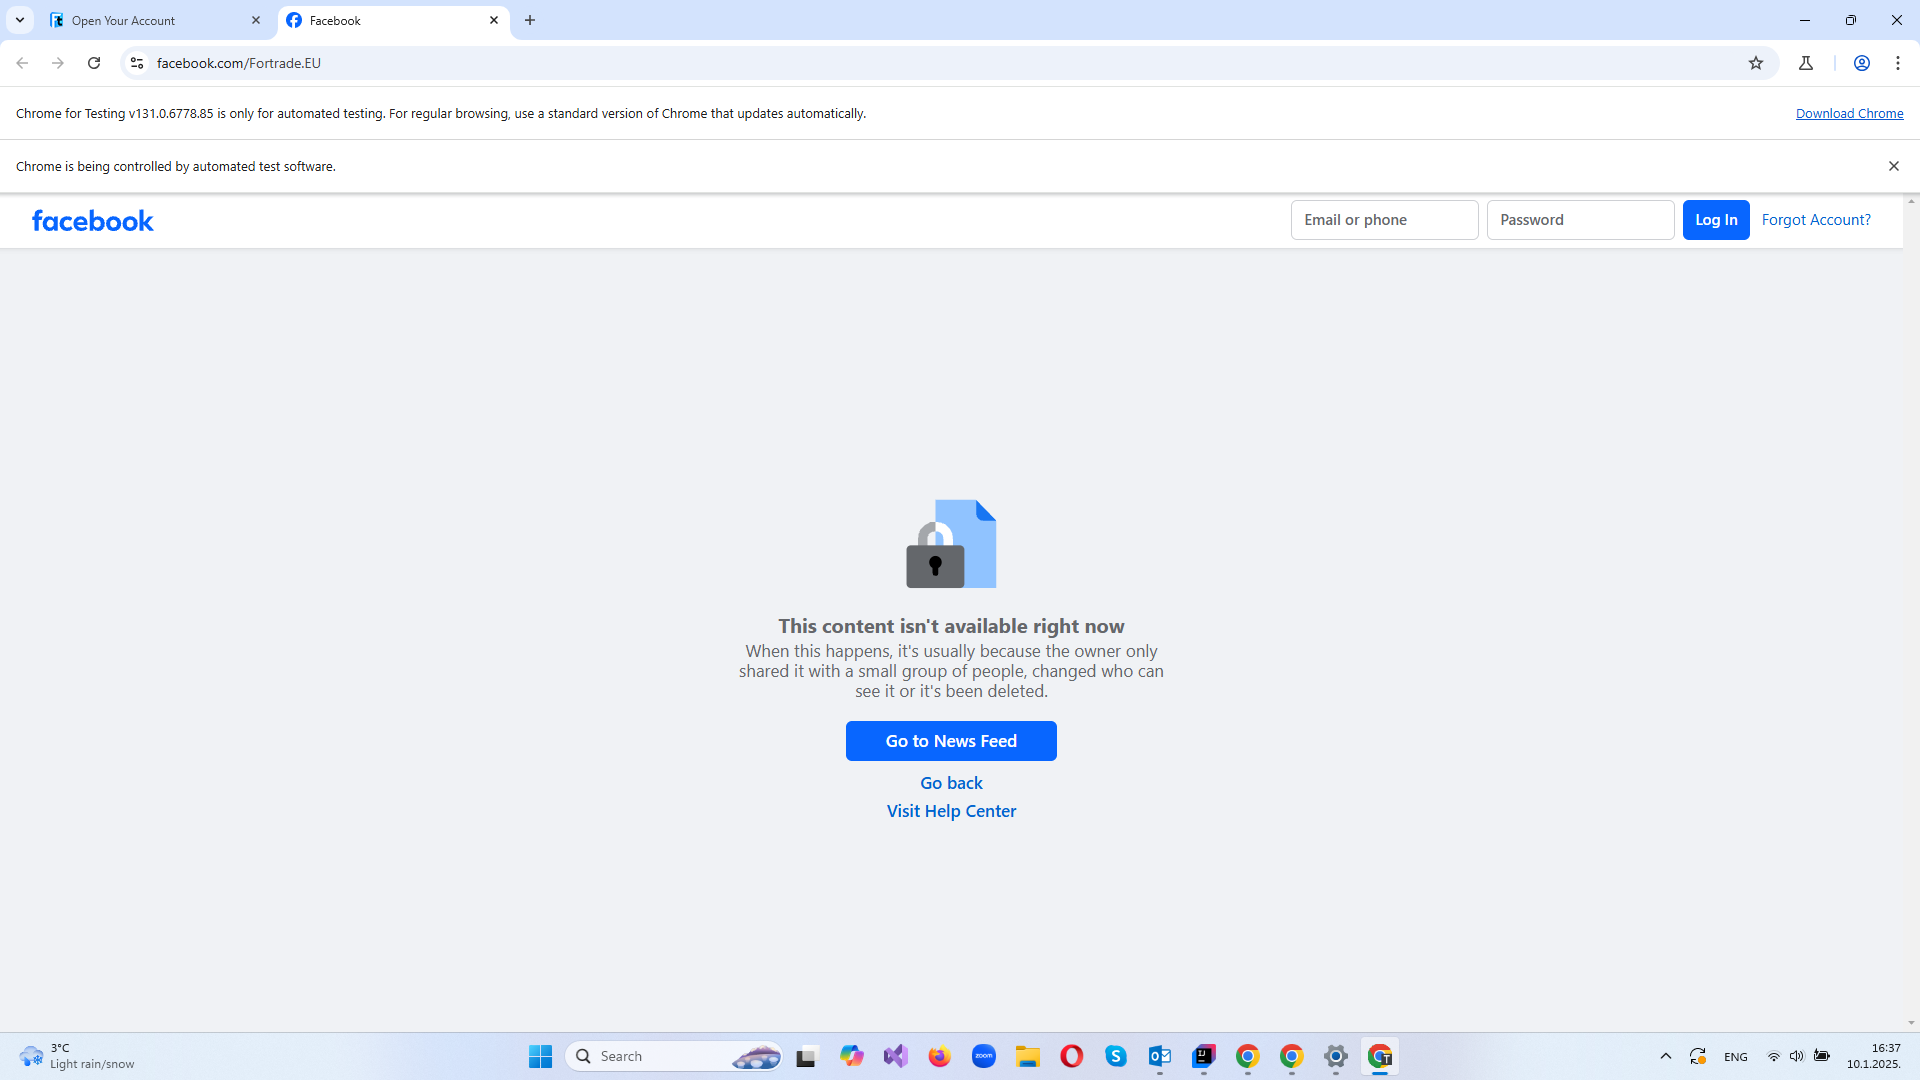 Open Your Account
Facebook
facebook.com/Fortrade.EU
Chrome for Testing v131.0.6778.85 is only for automated testing. For regular browsing, use a standard version of Chrome that updates automatically.
Download Chrome
Chrome is being controlled by automated test software.
facebook
Email or phone
Password
Log In
Forgot Account?
This content isn't available right now
When this happens, it's usually because the owner only
shared it with a small group of people, changed who can
see it or it's been deleted.
Go to News Feed
Go back
Visit Help Center
3°C
Light rain/snow
Search
zoom
ENG
16:37
10.1.2025.